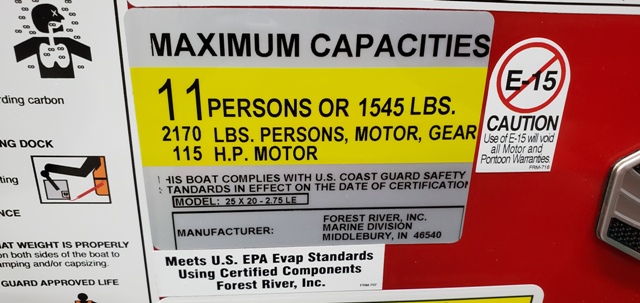 rding carbon
NG DOCK
ting
NCE
AT WEIGHT IS PROPERLY
on both sides of the boat to
amping and/or capsizing.
GUARD APPROVED LIFE
MAXIMUM CAPACITIES
11 PERSONS OR 1545 LBS.
2170 LBS. PERSONS, MOTOR, GEAR
115 H.P. MOTOR
HIS BOAT COMPLIES WITH U.S. COAST GUARD SAFETY
TANDARDS IN EFFECT ON THE DATE OF CERTIFICATION
MODEL: 25 X 20 - 2.75 LE
MANUFACTURER:
FOREST RIVER, INC.
MARINE DIVISION
MIDDLEBURY, IN 46540
Meets U.S. EPA Evap Standards
Using Certified Components
Forest River, Inc.
E-15
CAUTION
Use of E-15 will void
all Motor and
Pontoon Warranties.
FRM-716